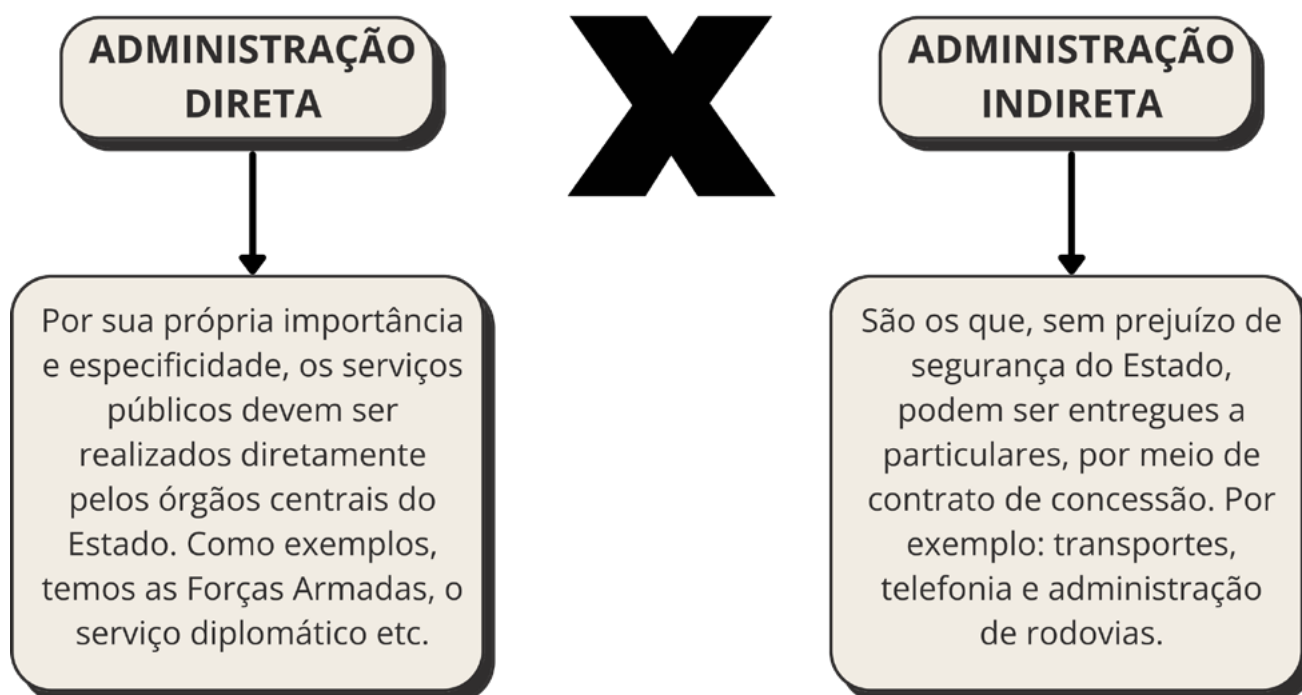 ADMINISTRAÇÃO
DIRETA
X
ADMINISTRAÇÃO
INDIRETA
Por sua própria importância
e especificidade, os serviços
públicos devem ser
realizados diretamente
pelos órgãos centrais do
Estado. Como exemplos,
temos as Forças Armadas, o
serviço diplomático etc.
São os que, sem prejuízo de
segurança do Estado,
podem ser entregues a
particulares, por meio de
contrato de concessão. Por
exemplo: transportes,
telefonia e administração
de rodovias.